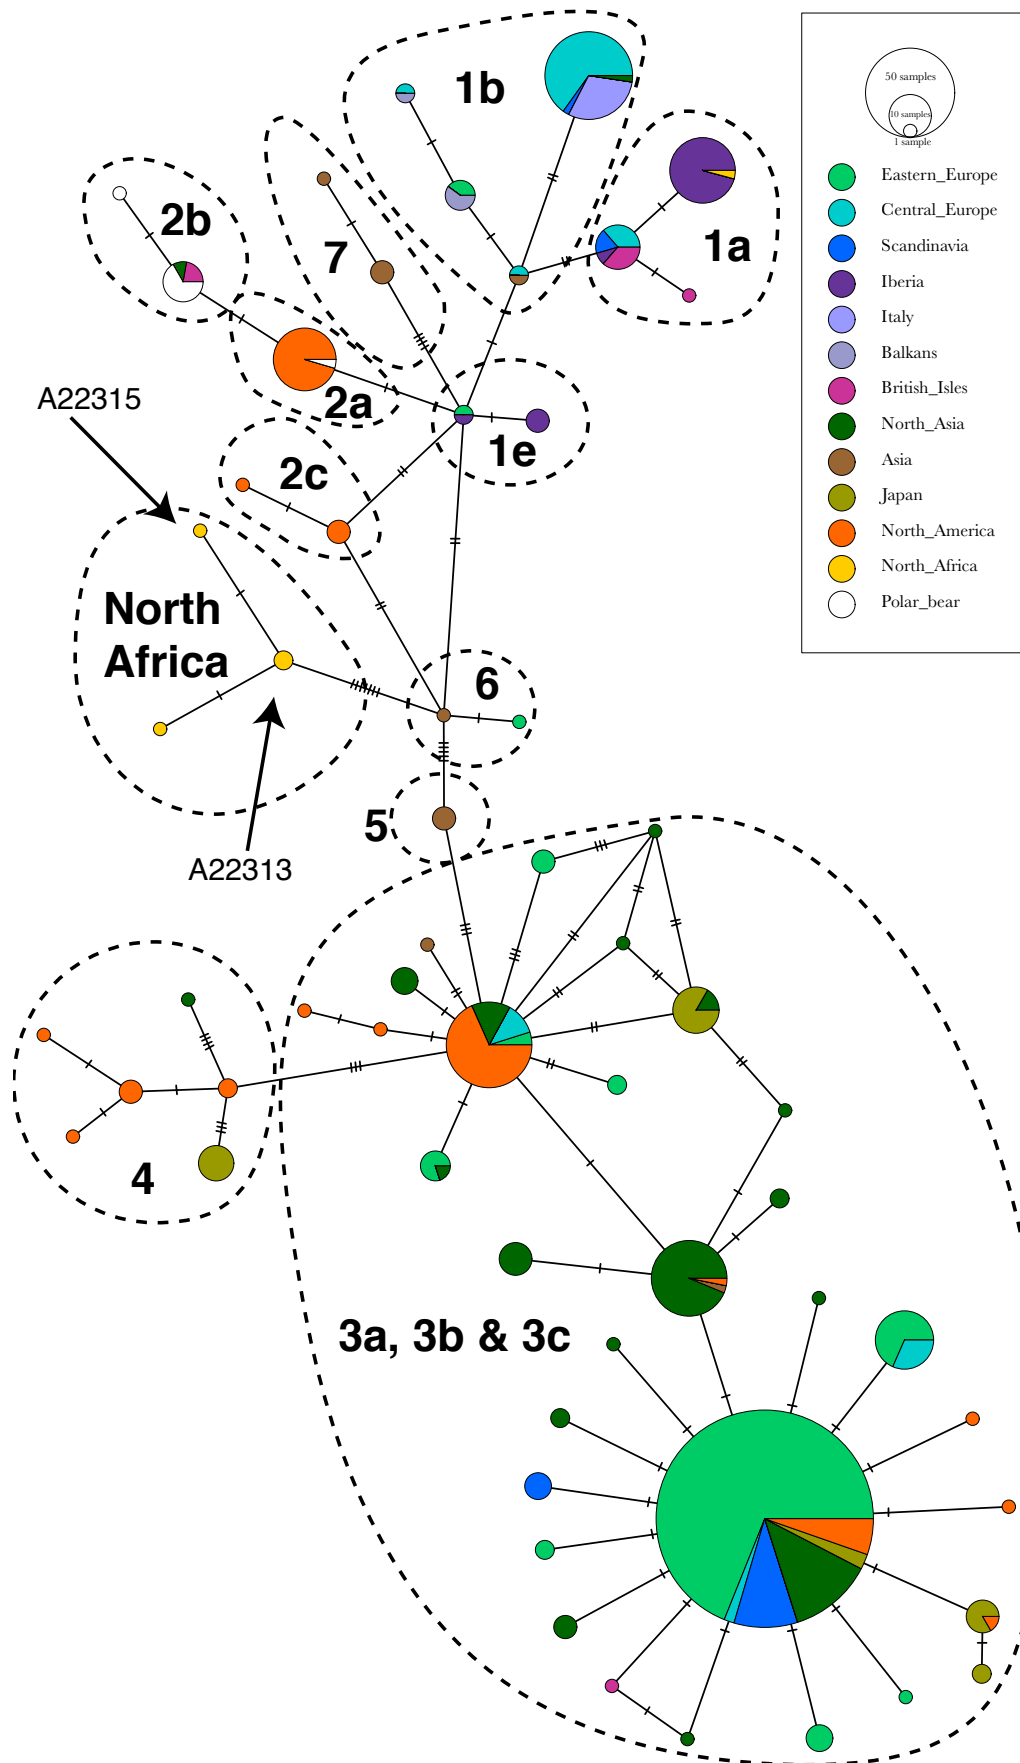 1b
50 samples
10 samples
1 sample
Eastern_Europe
Central_Europe
Scandinavia
Iberia
Italy
Balkans
British_Isles
North_Asia
Asia
Japan
North_America
North_Africa
Polar_bear
2b
7
1a
A22315
2a
1e
2c
North
Africa
6
5
A22313
4
3a, 3b & 3c